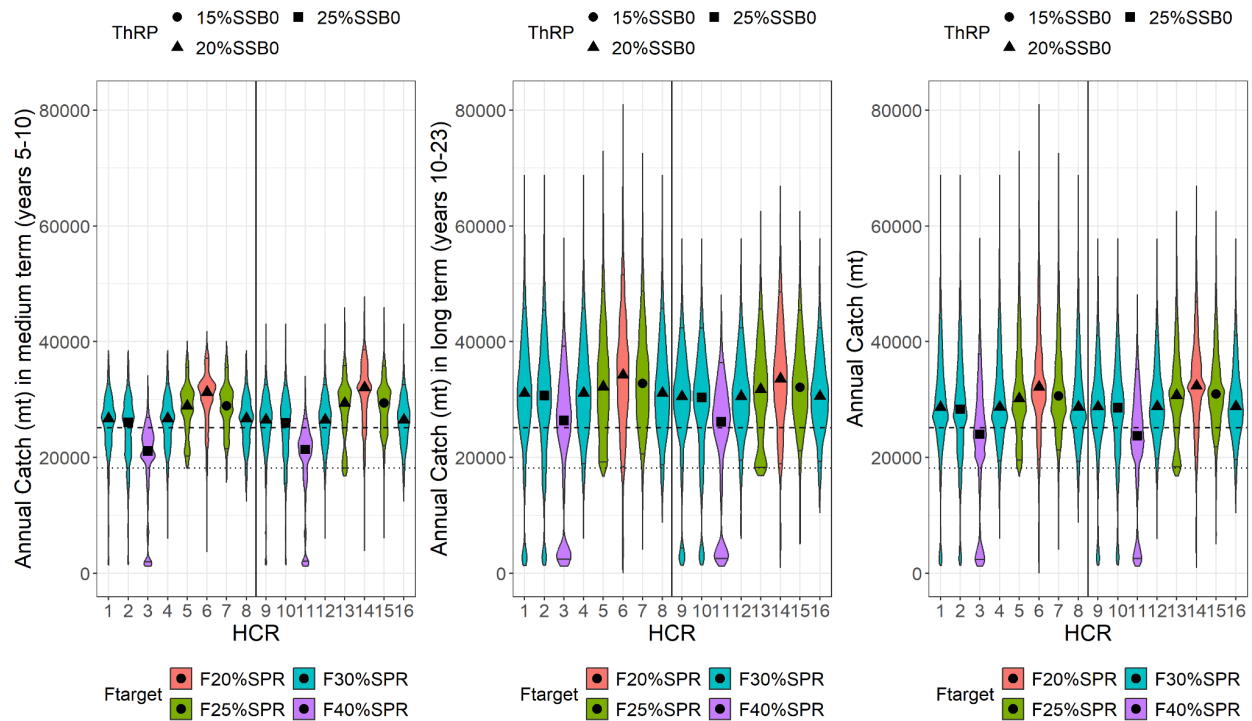 ThRP
15%SSB0
25%SSB0
20%SSB0
Annual Catch (mt) in medium term (years 5-10)
80000
60000
40000
20000
0
1 2 3 4 5 6 7 8 9 10 11 12 13 14 15 16
HCR
Ftarget
F20%SPR
F30%SPR
F25%SPR
F40%SPR
ThRP
15%SSB0
25%SSB0
20%SSB0
Annual Catch (mt) in long term (years 10-23)
80000
60000
40000
20000
0
1 2 3 4 5 6 7 8 9 10 11 12 13 14 15 16
HCR
Ftarget
F20%SPR
F30%SPR
F25%SPR
F40%SPR
ThRP
15%SSB0
25%SSB0
20%SSB0
Annual Catch (mt)
80000
60000
40000
20000
0
1 2 3 4 5 6 7 8 9 10 11 12 13 14 15 16
HCR
Ftarget
F20%SPR
F30%SPR
F25%SPR
F40%SPR